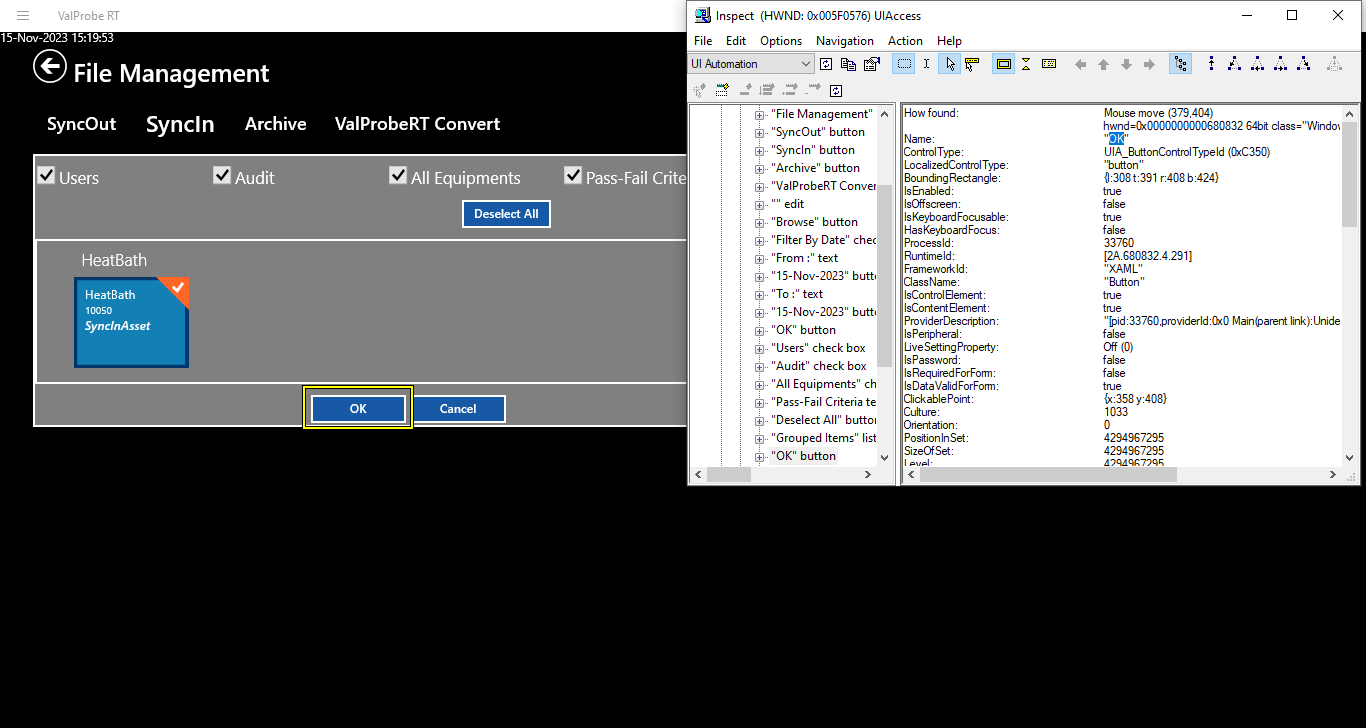 ValProbe RT
15-Nov-2023 15:19:53
File Management
SyncOut SyncIn Archive ValProbeRT Convert
Users Audit All Equipments Pass-Fail Crite
Deselect All
HeatBath
HeatBath
10050
SyncInAsset
OK Cancel
Inspect (HWND: 0x005F0576) UIAccess
File Edit Options Navigation Action Help
UI Automation
"File Management"
"SyncOut" button
"SyncIn" button
"Archive" button
"ValProbeRT Conver
"" edit
"Browse" button
"Filter By Date" chec
"From :" text
"15-Nov-2023" butto
"To :" text
"15-Nov-2023" butto
"OK" button
"Users" check box
"Audit" check box
"All Equipments" ch
"Pass-Fail Criteria te
"Deselect All" button
"Grouped Items" list
"OK" button
How found: Mouse move (379,404)
hwnd=0x0000000000680832 64bit class="Window
Name: "OK"
ControlType: UIA_ButtonControlTypeId (0xC350)
LocalizedControlType: "button"
BoundingRectangle: {l:308 t:391 r:408 b:424}
IsEnabled: true
IsOffscreen: false
IsKeyboardFocusable: true
HasKeyboardFocus: false
ProcessId: 33760
RuntimeId: [2A.680832.4.291]
FrameworkId: "XAML"
ClassName: "Button"
IsControlElement: true
IsContentElement: true
ProviderDescription: "[pid:33760,providerId:0x0 Main(parent link):Unide
IsPeripheral: false
LiveSettingProperty: Off (0)
IsPassword: false
IsRequiredForForm: false
IsDataValidForForm: true
ClickablePoint: {x:358 y:408}
Culture: 1033
Orientation: 0
PositionInSet: 4294967295
SizeOfSet: 4294967295
Level: 4294967295